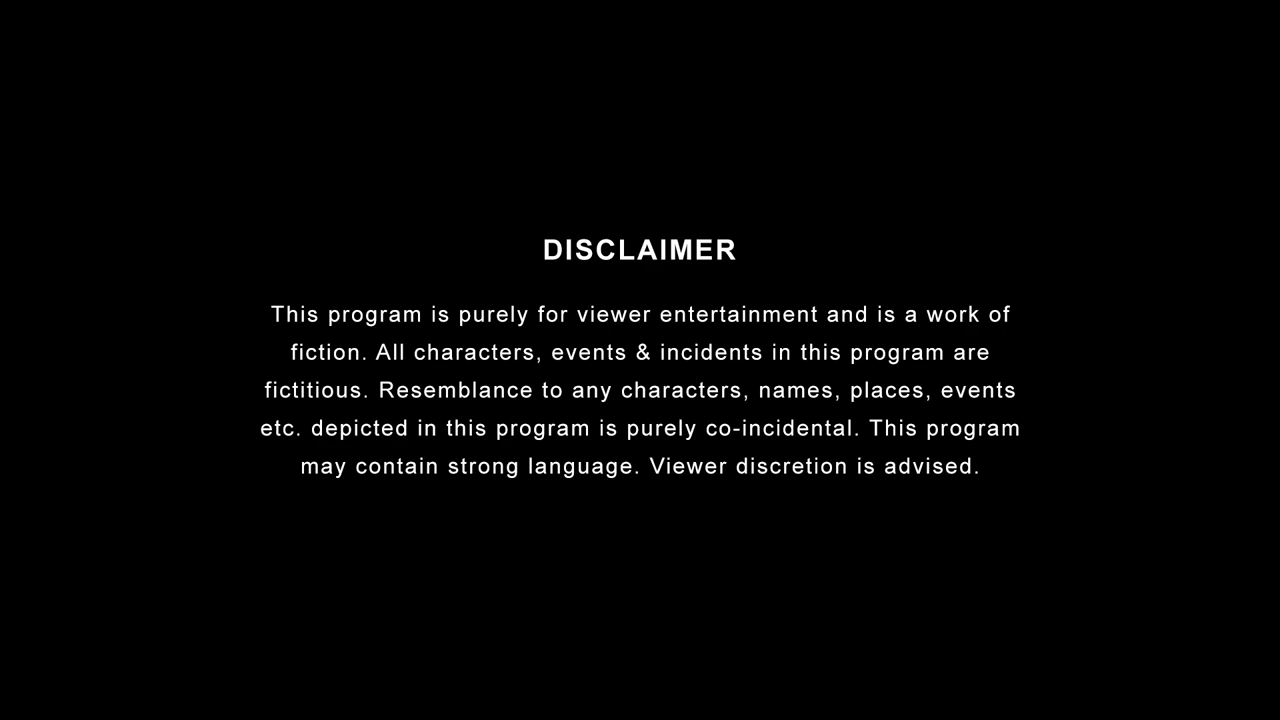 DISCLAIMER
This program is purely for viewer entertainment and is a work of
fiction. All characters, events & incidents in this program are
fictitious. Resemblance to any characters, names, places, events
etc. depicted in this program is purely co-incidental. This program
may contain strong language. Viewer discretion is advised.